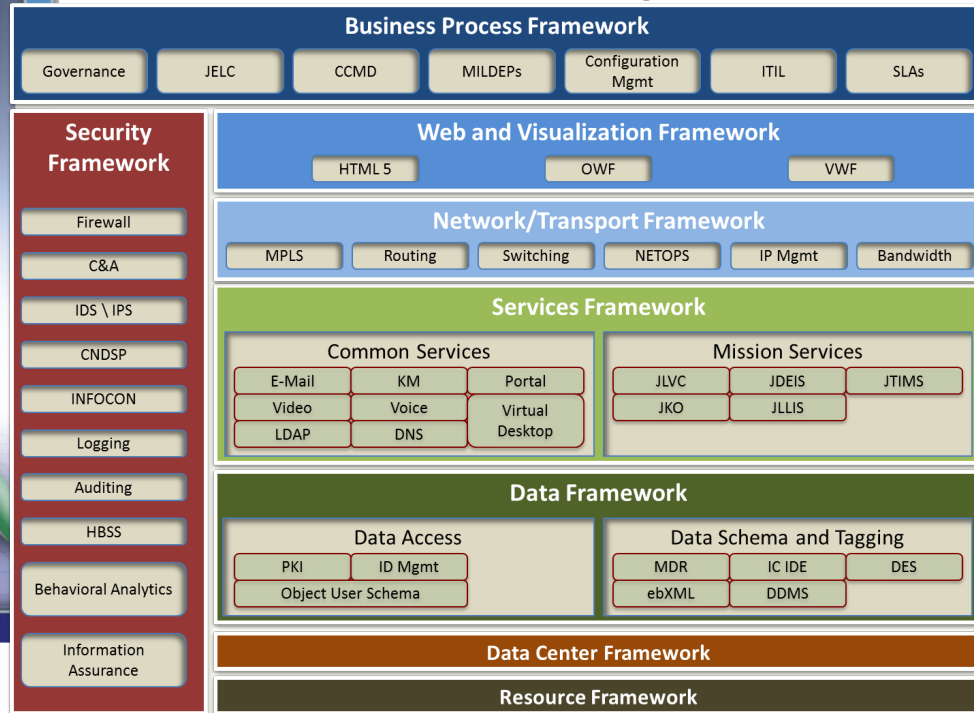 Business Process Framework
Governance
JELC
CCMD
MILDEPs
Configuration
Mgmt
ITIL
SLAs
Security
Framework
Firewall
C&A
IDS \ IPS
CNDSP
INFOCON
Logging
Auditing
HBSS
Behavioral Analytics
Information
Assurance
Web and Visualization Framework
HTML 5
OWF
VWF
Network/Transport Framework
MPLS
Routing
Switching
NETOPS
IP Mgmt
Bandwidth
Services Framework
Common Services
E-Mail
KM
Portal
Video
Voice
Virtual
Desktop
LDAP
DNS
Mission Services
JLVC
JDEIS
JTIMS
JKO
JLLIS
Data Framework
Data Access
PKI
ID Mgmt
Object User Schema
Data Schema and Tagging
MDR
IC IDE
DES
ebXML
DDMS
Data Center Framework
Resource Framework